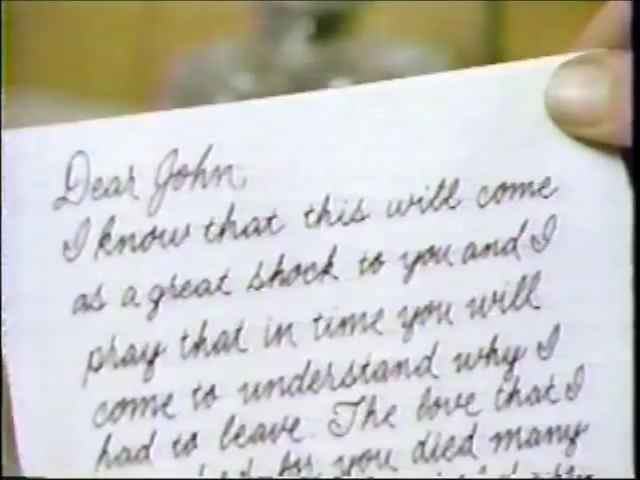 Dear John,
I know that this will come
as a great shock to you and I
pray that in time you will
come to understand why I
had to leave. The love that I
for you died many